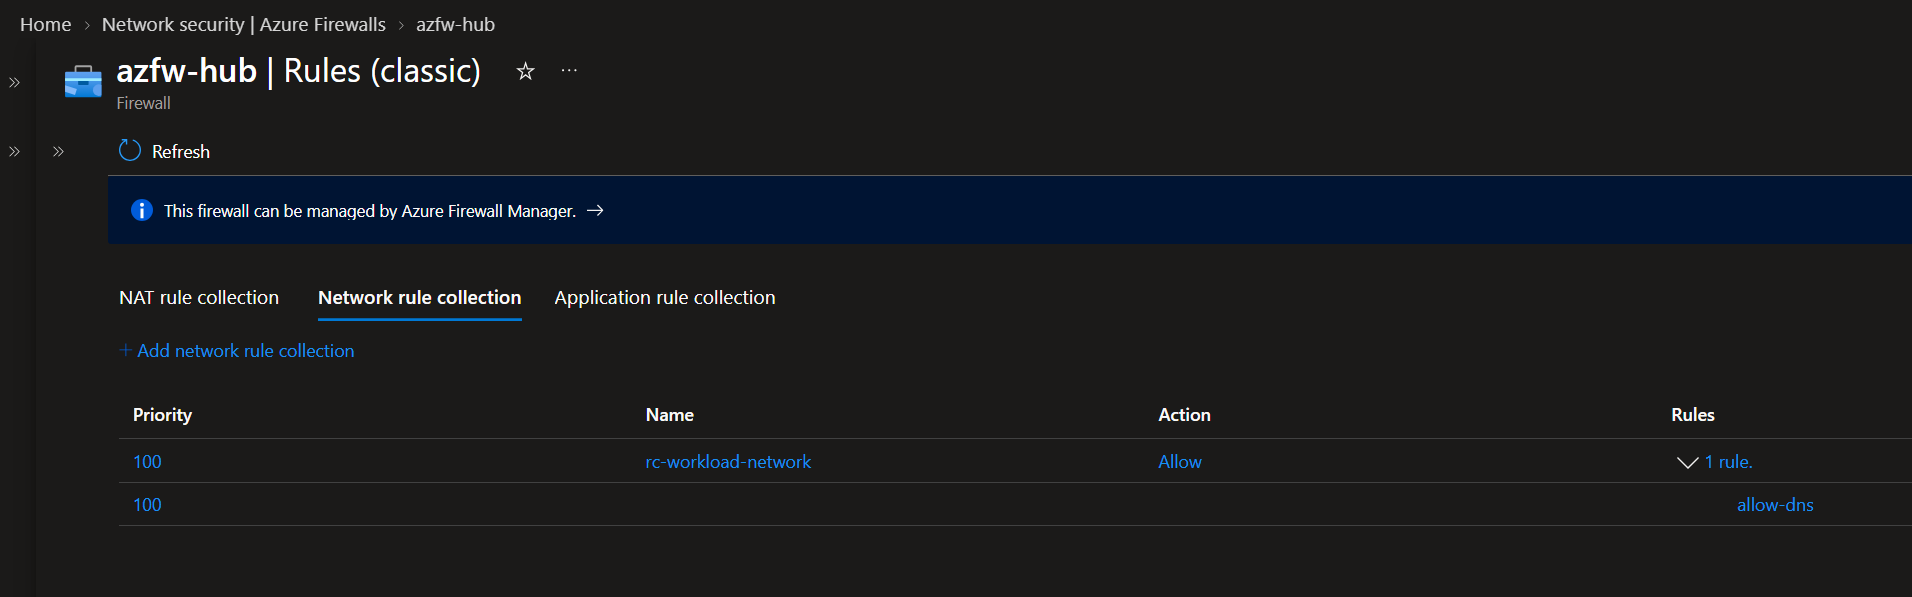 Home > Network security | Azure Firewalls > azfw-hub
azfw-hub | Rules (classic)
Firewall
Refresh
This firewall can be managed by Azure Firewall Manager. →
NAT rule collection Network rule collection Application rule collection
+ Add network rule collection
Priority Name Action Rules
100 rc-workload-network Allow 1 rule.
100 allow-dns